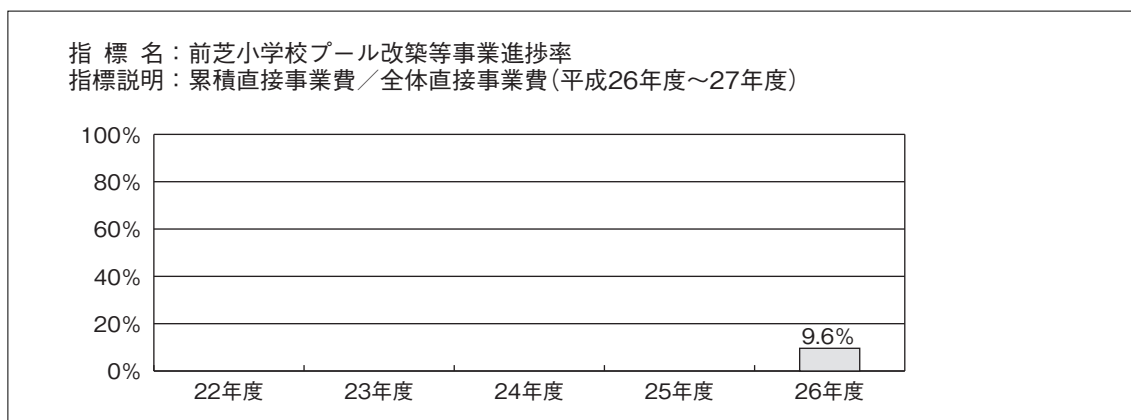 指標名：前芝小学校プール改築等事業進捗率
指標説明：累積直接事業費／全体直接事業費（平成26年度～27年度）
100%
80%
60%
40%
20%
0%
9.6%
22年度 23年度 24年度 25年度 26年度